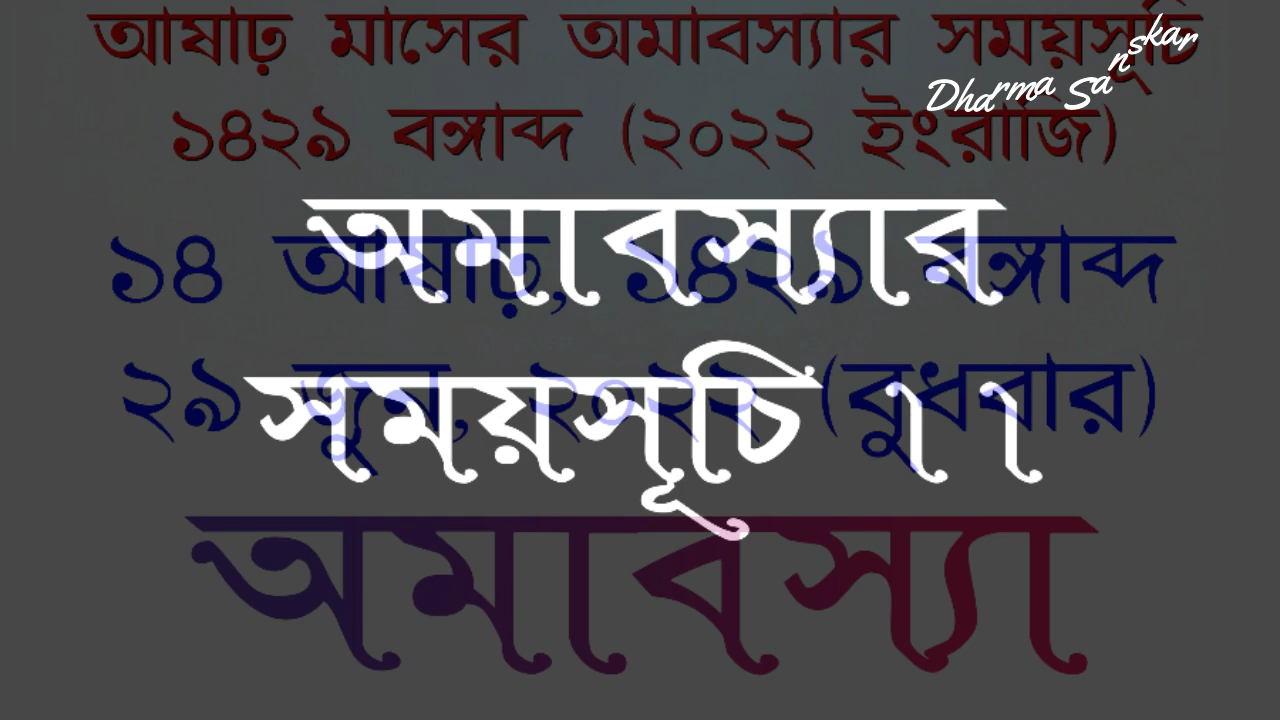 আষাঢ় মাসের অমাবস্যার সময়সূচি
Dharma Sanskar
১৪২৯ বঙ্গাব্দ (২০২২ ইংরাজি)
অমাবস্যার
১৪ আষাঢ়, ১৪২৯ বঙ্গাব্দ
সময়সূচি ।।
২৯ জুন, ২০২২ (বুধবার)
অমাবস্যা